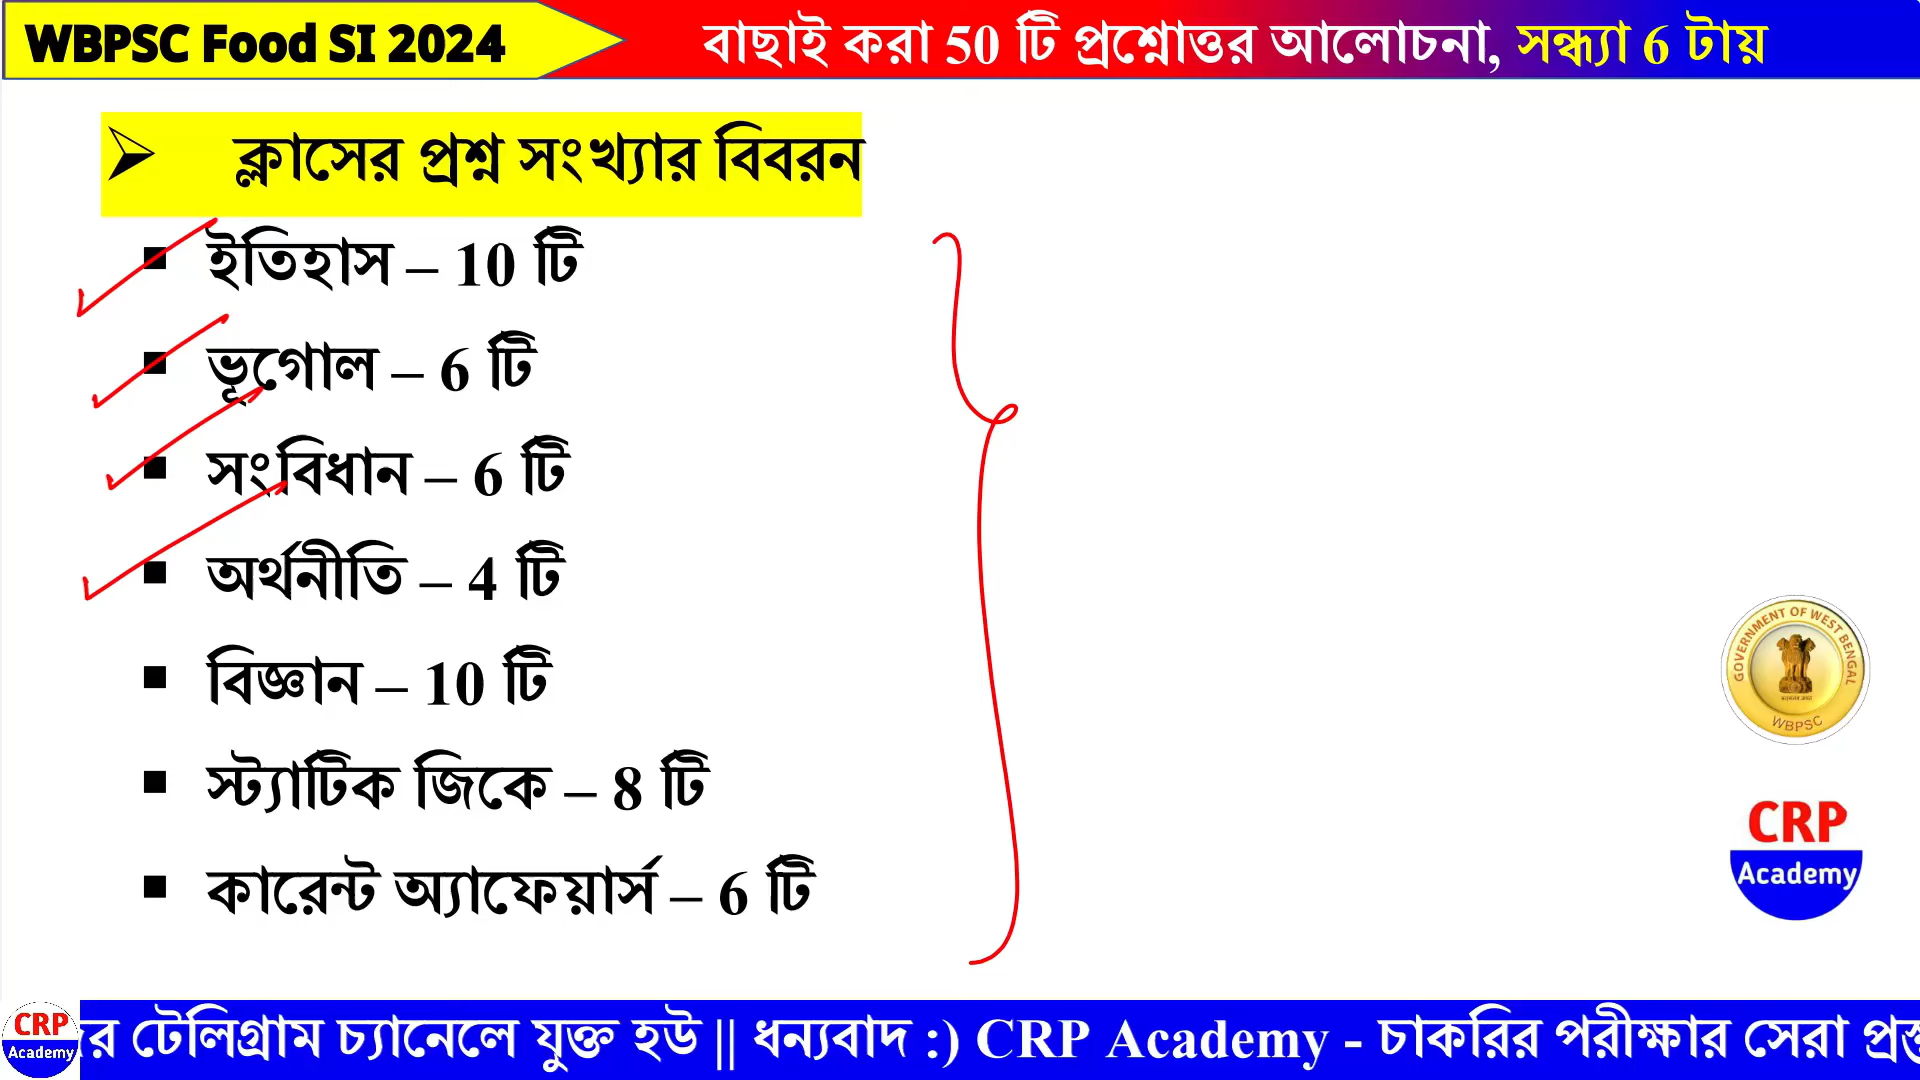 WBPSC Food SI 2024
বাছাই করা 50 টি প্রশ্নোত্তর আলোচনা, সন্ধ্যা 6 টায়
ক্লাসের প্রশ্ন সংখ্যার বিবরন
ইতিহাস – 10 টি
ভূগোল – 6 টি
সংবিধান – 6 টি
অর্থনীতি – 4 টি
বিজ্ঞান – 10 টি
স্ট্যাটিক জিকে – 8 টি
কারেন্ট অ্যাফেয়ার্স – 6 টি
GOVERNMENT OF WEST BENGAL
WBPSC
CRP
Academy
CRP
Academy
টেলিগ্রাম চ্যানেলে যুক্ত হউ || ধন্যবাদ :) CRP Academy - চাকরির পরীক্ষার সেরা